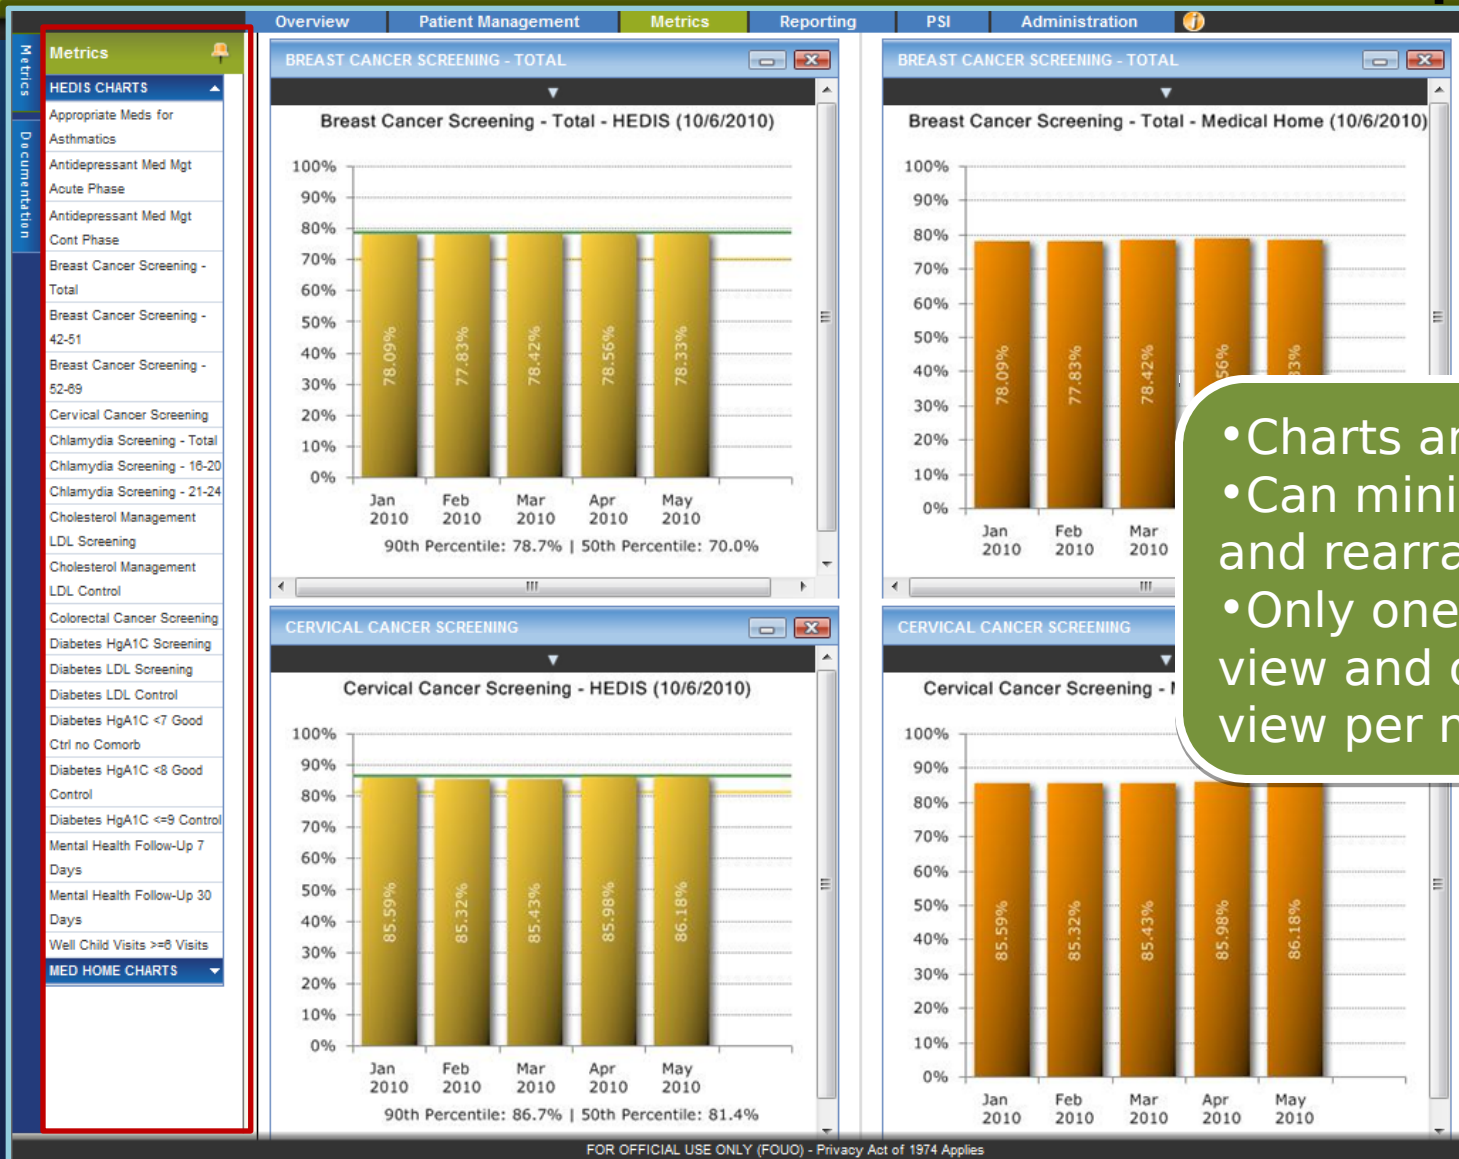 Overview Patient Management Metrics Reporting PSI Administration
Metrics
Documentation
Metrics
HEDIS CHARTS
Appropriate Meds for
Asthmatics
Antidepressant Med Mgt
Acute Phase
Antidepressant Med Mgt
Cont Phase
Breast Cancer Screening -
Total
Breast Cancer Screening -
42-51
Breast Cancer Screening -
52-69
Cervical Cancer Screening
Chlamydia Screening - Total
Chlamydia Screening - 16-20
Chlamydia Screening - 21-24
Cholesterol Management
LDL Screening
Cholesterol Management
LDL Control
Colorectal Cancer Screening
Diabetes HgA1C Screening
Diabetes LDL Screening
Diabetes LDL Control
Diabetes HgA1C <7 Good
Ctrl no Comorb
Diabetes HgA1C <8 Good
Control
Diabetes HgA1C <=9 Control
Mental Health Follow-Up 7
Days
Mental Health Follow-Up 30
Days
Well Child Visits >=6 Visits
MED HOME CHARTS
BREAST CANCER SCREENING - TOTAL
Breast Cancer Screening - Total - HEDIS (10/6/2010)
100%
90%
80%
70%
60%
50%
40%
30%
20%
10%
0%
78.09% 77.83% 78.42% 78.56% 78.33%
Jan Feb Mar Apr May
2010 2010 2010 2010 2010
90th Percentile: 78.7% | 50th Percentile: 70.0%
BREAST CANCER SCREENING - TOTAL
Breast Cancer Screening - Total - Medical Home (10/6/2010)
100%
90%
80%
70%
60%
50%
40%
30%
20%
10%
0%
78.09% 77.83% 78.42% 56% 33%
Jan Feb Mar
2010 2010 2010
CERVICAL CANCER SCREENING
Cervical Cancer Screening - HEDIS (10/6/2010)
100%
90%
80%
70%
60%
50%
40%
30%
20%
10%
0%
85.59% 85.32% 85.43% 85.98% 86.18%
Jan Feb Mar Apr May
2010 2010 2010 2010 2010
90th Percentile: 86.7% | 50th Percentile: 81.4%
CERVICAL CANCER SCREENING
Cervical Cancer Screening -
100%
90%
80%
70%
60%
50%
40%
30%
20%
10%
0%
85.59% 85.32% 85.43% 85.98% 86.18%
Jan Feb Mar Apr May
2010 2010 2010 2010 2010
•Charts
•Can
and
•Only one
view and
view per
FOR OFFICIAL USE ONLY (FOUO) - Privacy Act of 1974 Applies